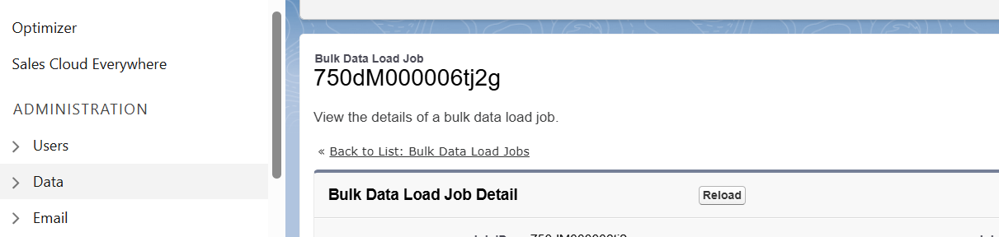 Optimizer
Sales Cloud Everywhere
ADMINISTRATION
Users
Data
Email
Bulk Data Load Job
750dM000006tj2g
View the details of a bulk data load job.
« Back to List: Bulk Data Load Jobs
Bulk Data Load Job Detail
Reload